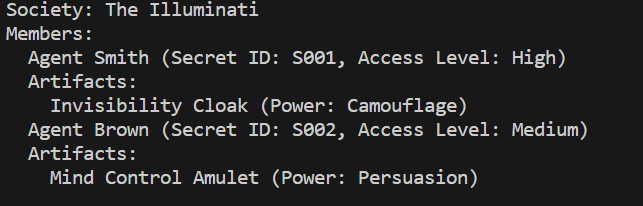 Society: The Illuminati
Members:
  Agent Smith (Secret ID: S001, Access Level: High)
  Artifacts:
    Invisibility Cloak (Power: Camouflage)
  Agent Brown (Secret ID: S002, Access Level: Medium)
  Artifacts:
    Mind Control Amulet (Power: Persuasion)